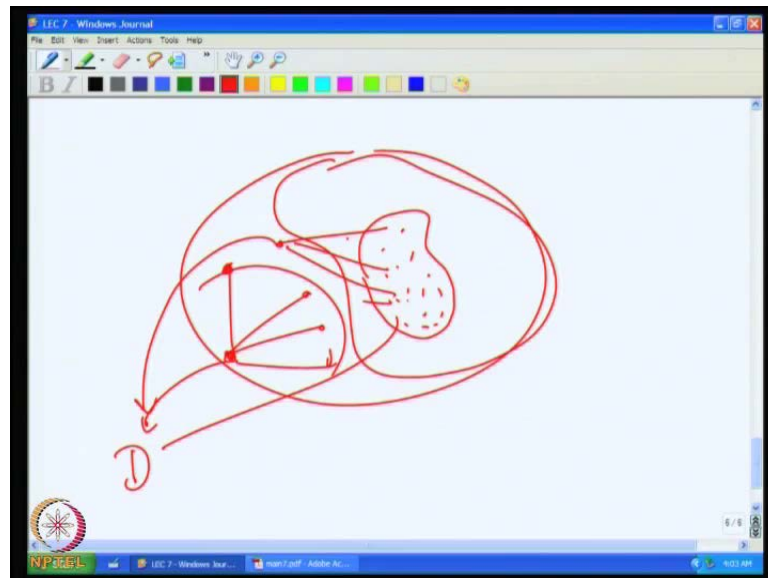 LEC 7 - Windows Journal
File Edit View Insert Actions Tools Help
B I
D
6/6
NPTEL
LEC 7 - Windows Jour...
main7.pdf - Adobe Ac...
4:03 AM